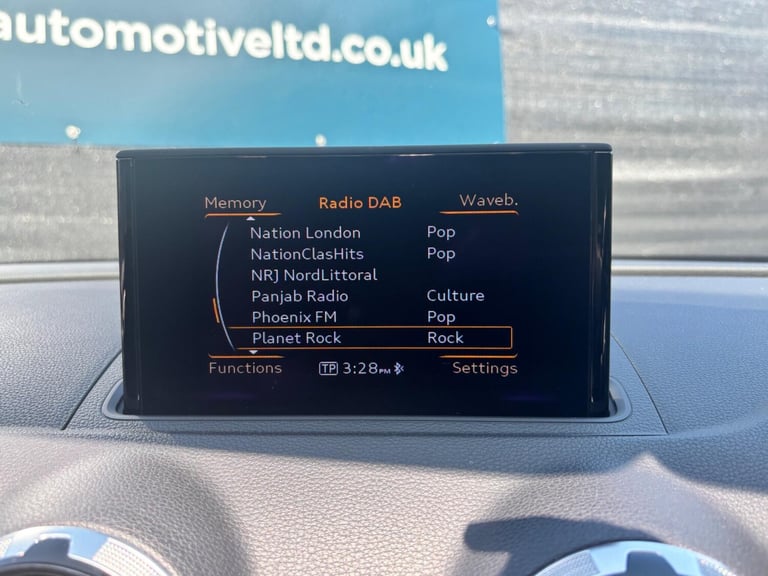 automotiveltd.co.uk
Memory Radio DAB Waveb.
Nation London Pop
NationClasHits Pop
NRJ NordLittoral
Panjab Radio Culture
Phoenix FM Pop
Planet Rock Rock
Functions TP 3:28PM Settings